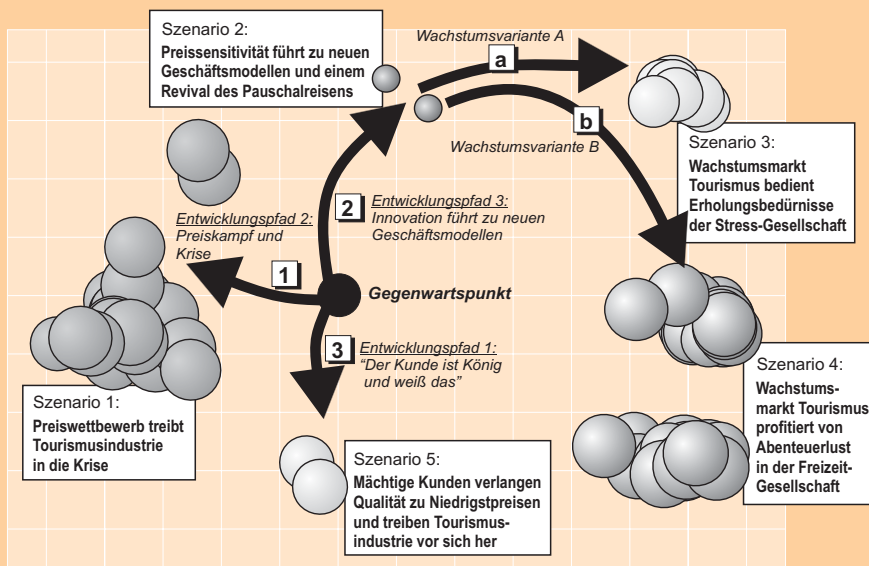 Szenario 2:
Preissensitivität führt zu neuen
Geschäftsmodellen und einem
Revival des Pauschalreisens
Wachstumsvariante A
a
b
Wachstumsvariante B
Szenario 3:
Wachstumsmarkt
Tourismus bedient
Erholungsbedürnisse
der Stress-Gesellschaft
2
Entwicklungspfad 3:
Innovation führt zu neuen
Geschäftsmodellen
Entwicklungspfad 2:
Preiskampf und
Krise
1
Gegenwartspunkt
3
Entwicklungspfad 1:
“Der Kunde ist König
und weiß das”
Szenario 1:
Preiswettbewerb treibt
Tourismusindustrie
in die Krise
Szenario 4:
Wachstums-
markt Tourismus
profitiert von
Abenteuerlust
in der Freizeit-
Gesellschaft
Szenario 5:
Mächtige Kunden verlangen
Qualität zu Niedrigstpreisen
und treiben Tourismus-
industrie vor sich her